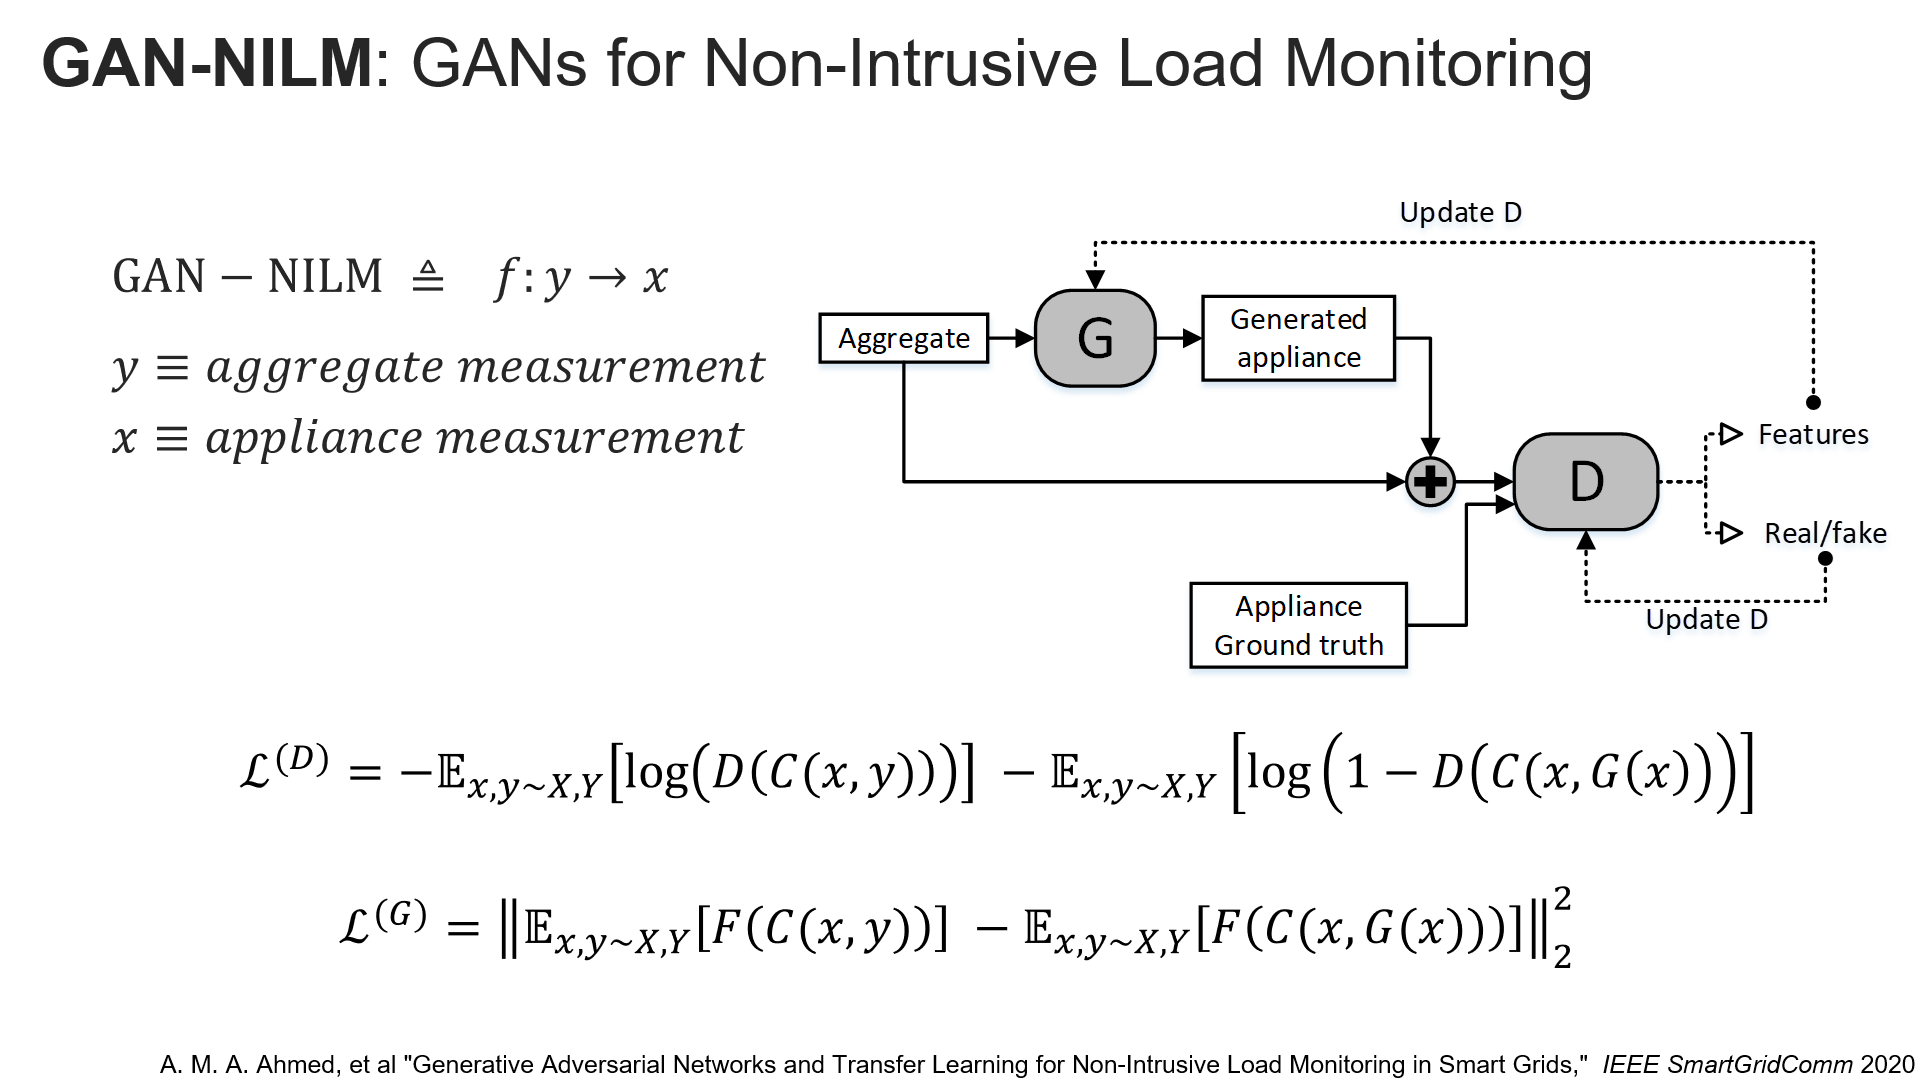 GAN-NILM: GANs for Non-Intrusive Load Monitoring
GAN − NILM ≜ f: y → x
y ≡ aggregate measurement
x ≡ appliance measurement
Update D
Aggregate
G
Generated
appliance
D
Features
Real/fake
Update D
Appliance
Ground truth
ℒ^(D) = −𝔼_{x,y~X,Y}[log(D(C(x, y)))] − 𝔼_{x,y~X,Y}[log(1 − D(C(x, G(x))))]
ℒ^(G) = ‖𝔼_{x,y~X,Y}[F(C(x, y))] − 𝔼_{x,y~X,Y}[F(C(x, G(x)))]‖_2^2
A. M. A. Ahmed, et al "Generative Adversarial Networks and Transfer Learning for Non-Intrusive Load Monitoring in Smart Grids," IEEE SmartGridComm 2020